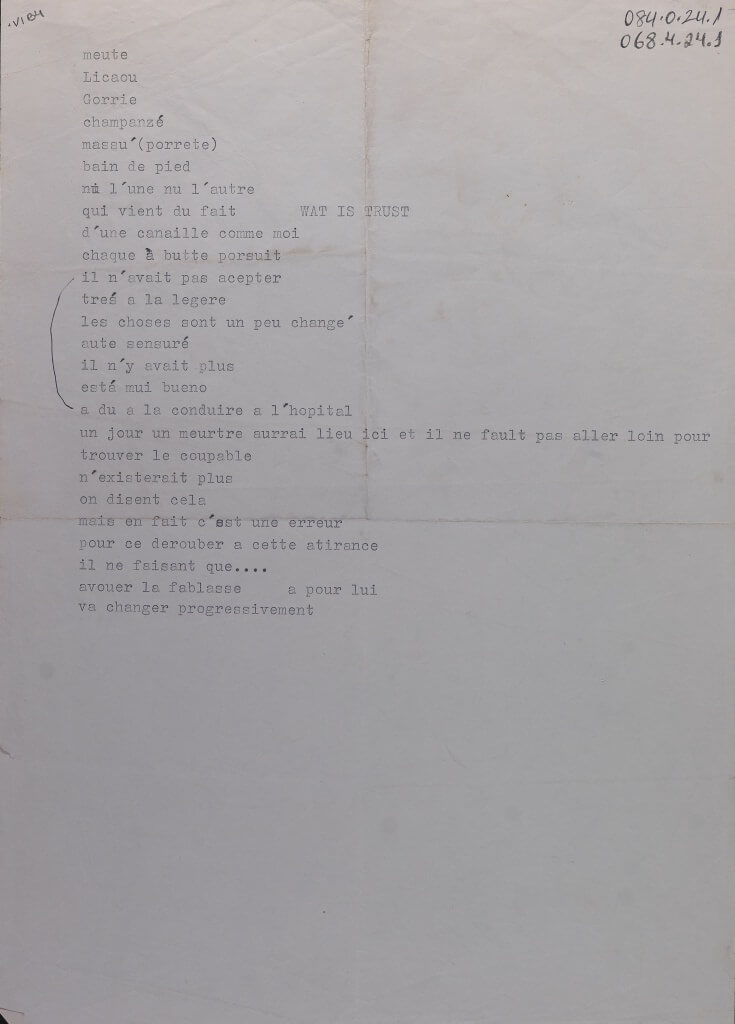 .VIB4
084.0.24.1
068.4.24.1
meute
Licaou
Gorrie
champanzé
massu´(porrete)
bain de pied
nú l´une nu l´autre
qui vient du fait WAT IS TRUST
d´une canaille comme moi
chaque à butte porsuit
il n´avait pas acepter
treś a la legere
les choses sont un peu change´
aute sensuré
il n´y avait plus
está mui bueno
a du a la conduire a l´hopital
un jour un meurtre aurrai lieu ici et il ne fault pas aller loin pour
trouver le coupable
n´existerait plus
on disent cela
mais en fait c´est une erreur
pour ce derouber a cette atirance
il ne faisant que....
avouer la fablasse a pour lui
va changer progressivement